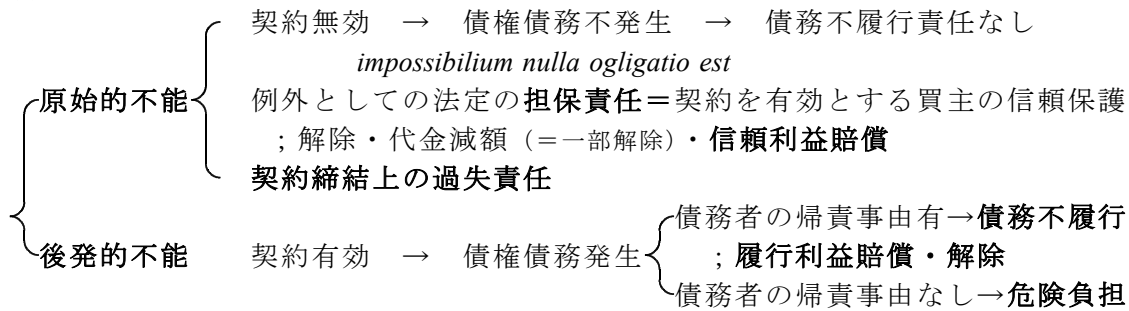 契約無効 → 債権債務不発生 → 債務不履行責任なし
impossibilium nulla ogligatio est
原始的不能
例外としての法定の担保責任＝契約を有効とする買主の信頼保護
；解除・代金減額（＝一部解除）・信頼利益賠償
契約締結上の過失責任
債務者の帰責事由有→債務不履行
後発的不能 契約有効 → 債権債務発生
；履行利益賠償・解除
債務者の帰責事由なし→危険負担